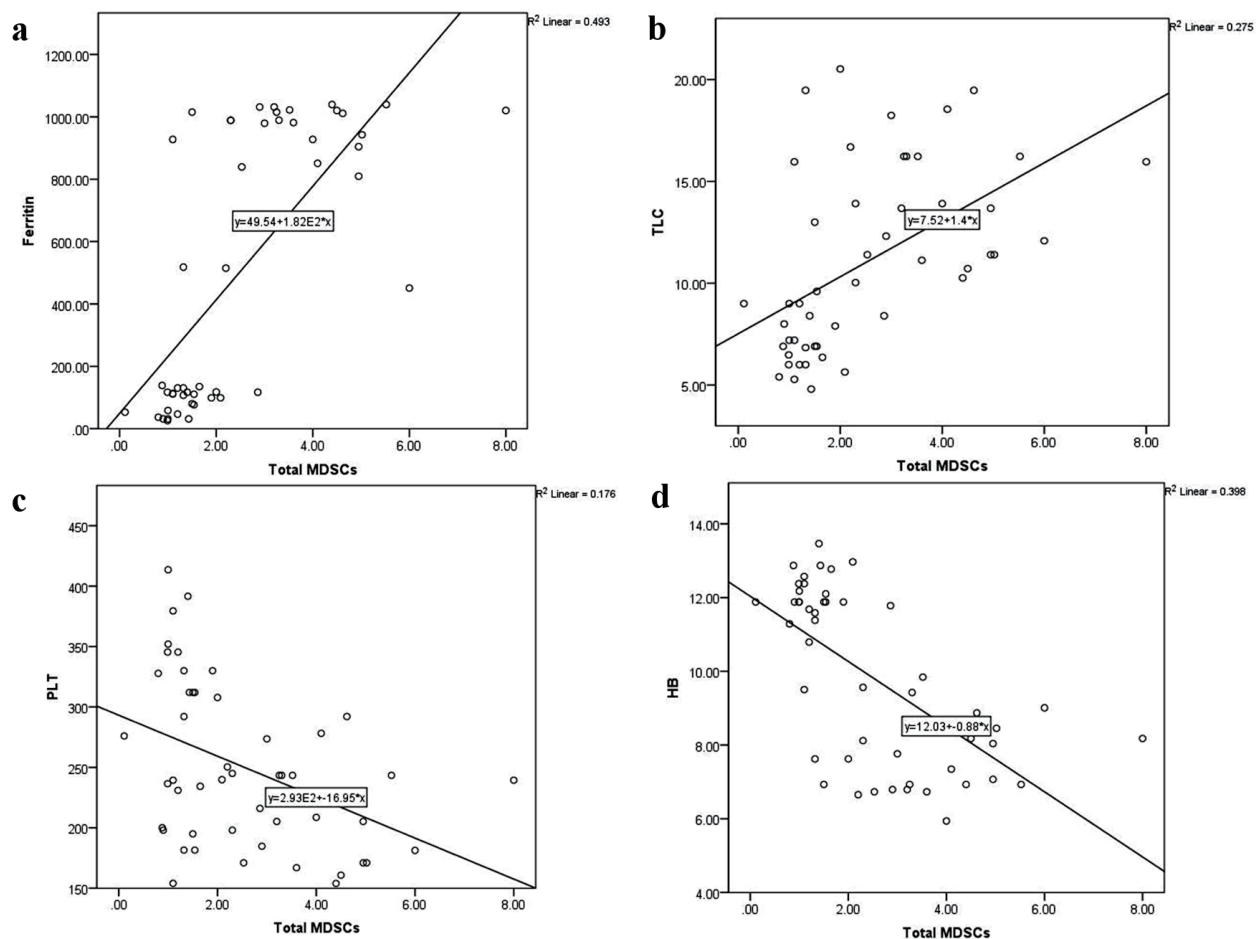 a
R² Linear = 0.493
1200.00
1000.00
800.00
600.00
400.00
200.00
.00
Ferritin
y=49.54+1.82E2*x
.00 2.00 4.00 6.00 8.00
Total MDSCs
b
R² Linear = 0.275
20.00
15.00
10.00
5.00
TLC
y=7.52+1.4*x
.00 2.00 4.00 6.00 8.00
Total MDSCs
c
R² Linear = 0.176
450
400
350
300
250
200
150
PLT
y=2.93E2+-16.95*x
.00 2.00 4.00 6.00 8.00
Total MDSCs
d
R² Linear = 0.398
14.00
12.00
10.00
8.00
6.00
4.00
HB
y=12.03+-0.88*x
.00 2.00 4.00 6.00 8.00
Total MDSCs